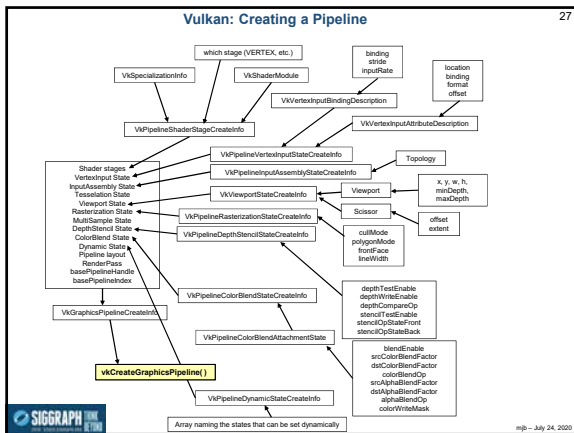 Vulkan: Creating a Pipeline
27
which stage (VERTEX, etc.)
VkSpecializationInfo
VkShaderModule
binding
stride
inputRate
location
binding
format
offset
VkVertexInputBindingDescription
VkVertexInputAttributeDescription
VkPipelineShaderStageCreateInfo
VkPipelineVertexInputStateCreateInfo
VkPipelineInputAssemblyStateCreateInfo
Topology
Shader stages
VertexInput State
InputAssembly State
Tesselation State
Viewport State
Rasterization State
MultiSample State
DepthStencil State
ColorBlend State
Dynamic State
Pipeline layout
RenderPass
basePipelineHandle
basePipelineIndex
VkViewportStateCreateInfo
Viewport
x, y, w, h,
minDepth,
maxDepth
Scissor
offset
extent
VkPipelineRasterizationStateCreateInfo
cullMode
polygonMode
frontFace
lineWidth
VkPipelineDepthStencilStateCreateInfo
depthTestEnable
depthWriteEnable
depthCompareOp
stencilTestEnable
stencilOpStateFront
stencilOpStateBack
VkGraphicsPipelineCreateInfo
VkPipelineColorBlendStateCreateInfo
VkPipelineColorBlendAttachmentState
blendEnable
srcColorBlendFactor
dstColorBlendFactor
colorBlendOp
srcAlphaBlendFactor
dstAlphaBlendFactor
alphaBlendOp
colorWriteMask
vkCreateGraphicsPipeline( )
VkPipelineDynamicStateCreateInfo
Array naming the states that can be set dynamically
SIGGRAPH THINK
BEYOND
mjb – July 24, 2020